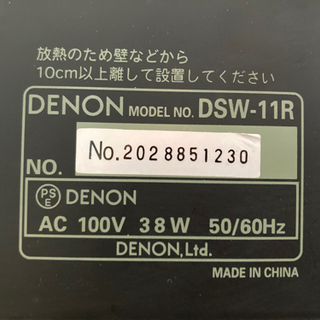 放熱のため壁などから
10cm以上離して設置してください。
DENON MODEL NO. DSW-11R
NO. No.2028851230
PS E DENON
AC 100V 38W 50/60Hz
DENON,Ltd.
MADE IN CHINA